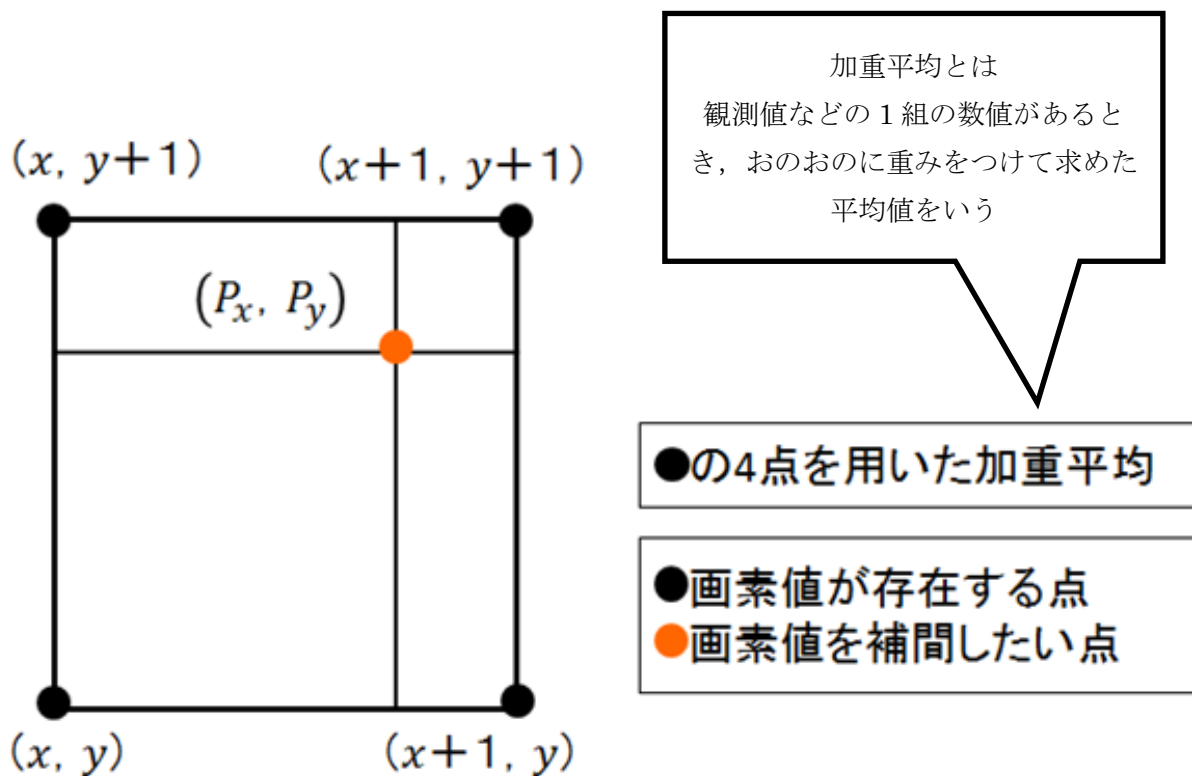 加重平均とは
観測値などの 1 組の数値があると
き，おのおのに重みをつけて求めた
平均値をいう
(x, y+1)
(x+1, y+1)
(Px, Py)
●の4点を用いた加重平均
●画素値が存在する点
●画素値を補間したい点
(x, y)
(x+1, y)